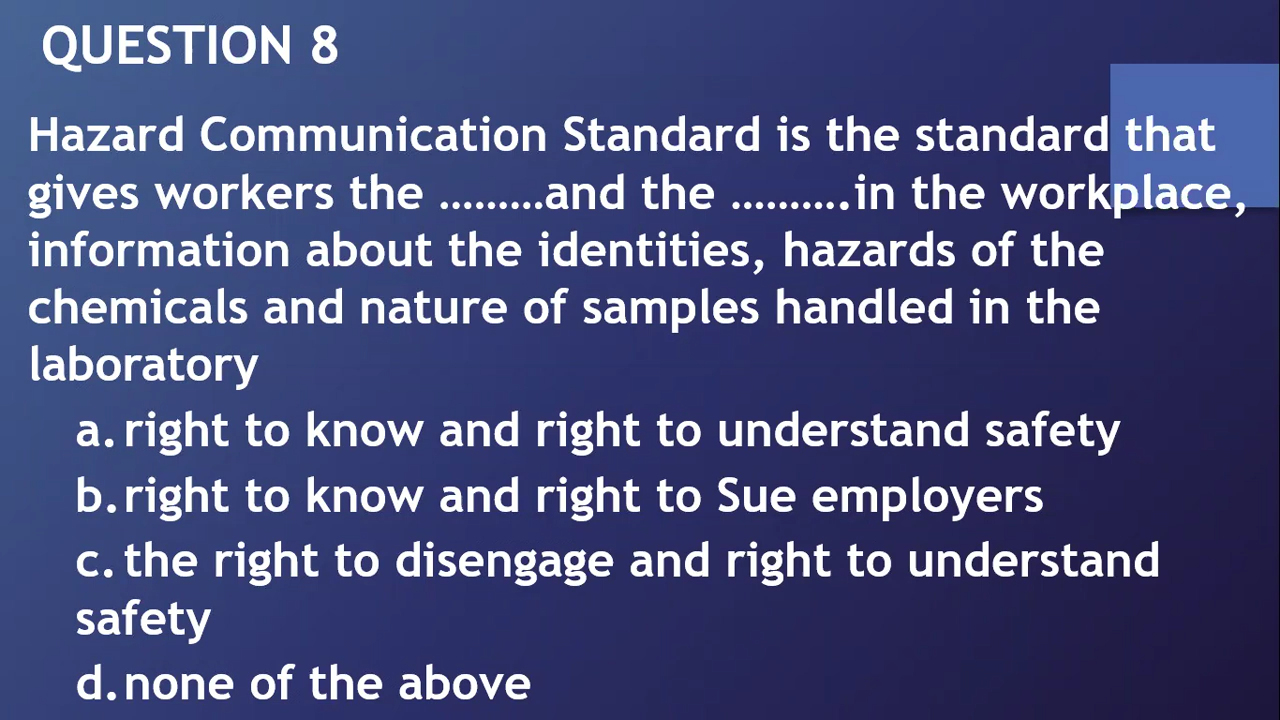 QUESTION 8
Hazard Communication Standard is the standard that
gives workers the .........and the ..........in the workplace,
information about the identities, hazards of the
chemicals and nature of samples handled in the
laboratory
a. right to know and right to understand safety
b. right to know and right to Sue employers
c. the right to disengage and right to understand
safety
d. none of the above